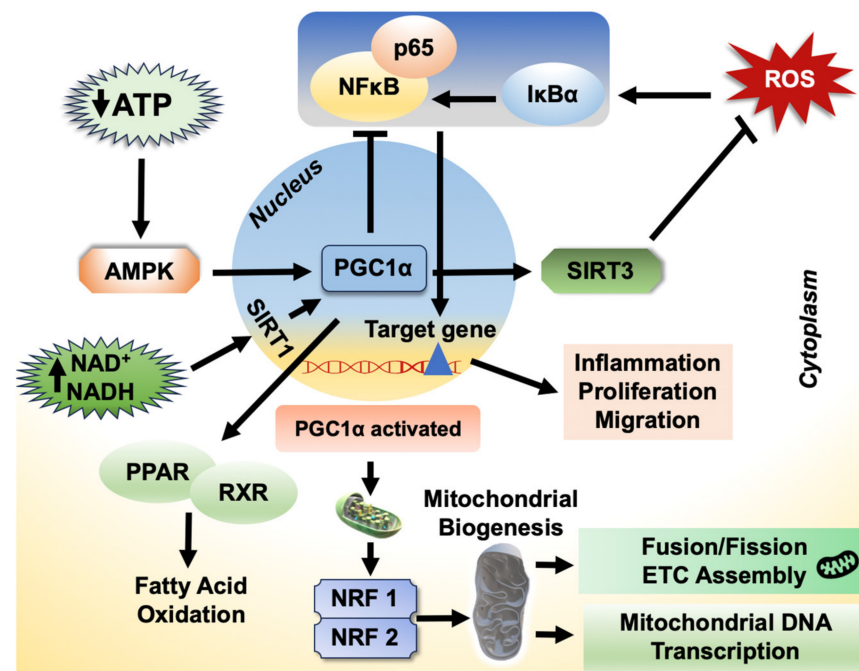 p65
NFκB
IκBα
ROS
ATP
Nucleus
AMPK
PGC1α
SIRT3
SIRT1
Target gene
NAD⁺
NADH
Cytoplasm
Inflammation
Proliferation
Migration
PGC1α activated
PPAR
RXR
Mitochondrial
Biogenesis
Fatty Acid
Oxidation
NRF 1
NRF 2
Fusion/Fission
ETC Assembly
Mitochondrial DNA
Transcription